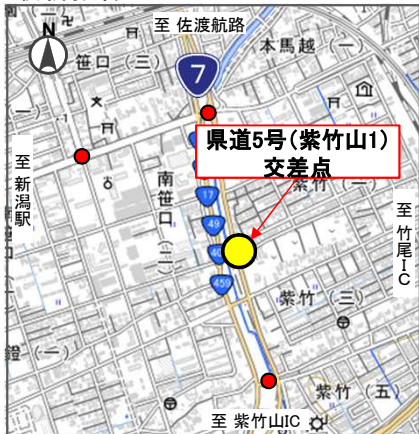 至 佐渡航路
N
本馬越 (一)
笹口 (三)
7
県道5号(紫竹山1)
交差点
至 新潟駅
紫竹 (一)
南笹口 (二)
17
49
至 竹尾IC
459
紫竹 (三)
鐙 (一)
紫竹 (五)
至 紫竹山IC